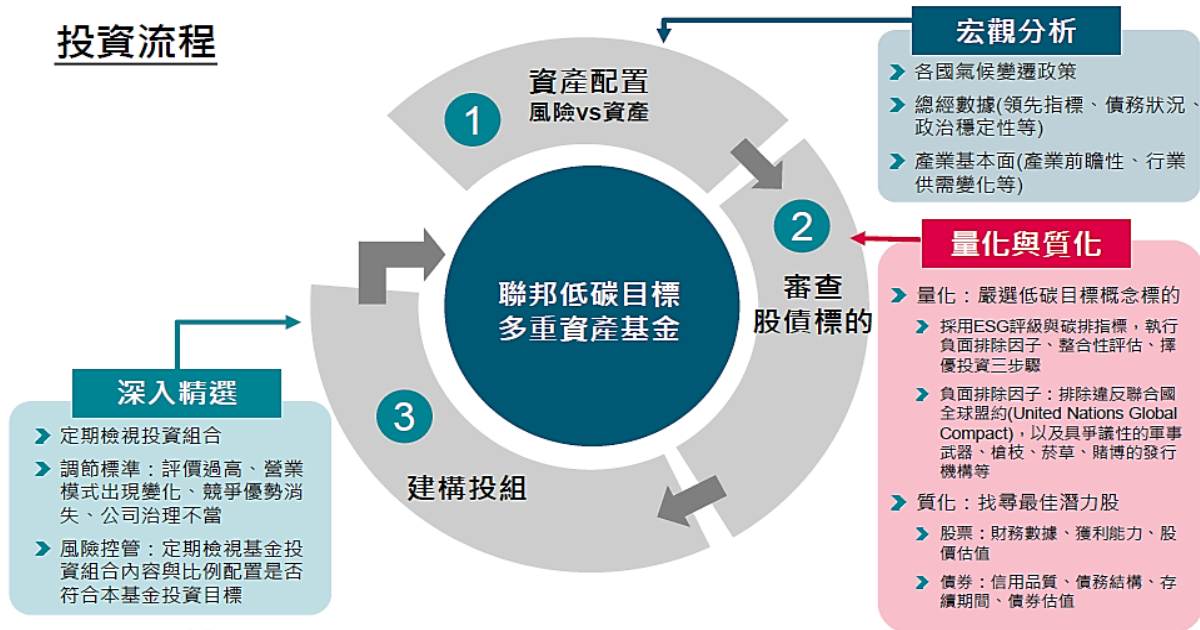 投資流程
1
資產配置
風險vs資產
宏觀分析
各國氣候變遷政策
總經數據(領先指標、債務狀況、
政治穩定性等)
產業基本面(產業前瞻性、行業
供需變化等)
2
審查
股債標的
量化與質化
量化：嚴選低碳目標概念標的
採用ESG評級與碳排指標，執行
負面排除因子、整合性評估、擇
優投資三步驟
負面排除因子：排除違反聯合國
全球盟約(United Nations Global
Compact)，以及具爭議性的軍事
武器、槍枝、菸草、賭博的發行
機構等
質化：找尋最佳潛力股
股票：財務數據、獲利能力、股
價估值
債券：信用品質、債務結構、存
續期間、債券估值
聯邦低碳目標
多重資產基金
3
建構投組
深入精選
定期檢視投資組合
調節標準：評價過高、營業
模式出現變化、競爭優勢消
失、公司治理不當
風險控管：定期檢視基金投
資組合內容與比例配置是否
符合本基金投資目標